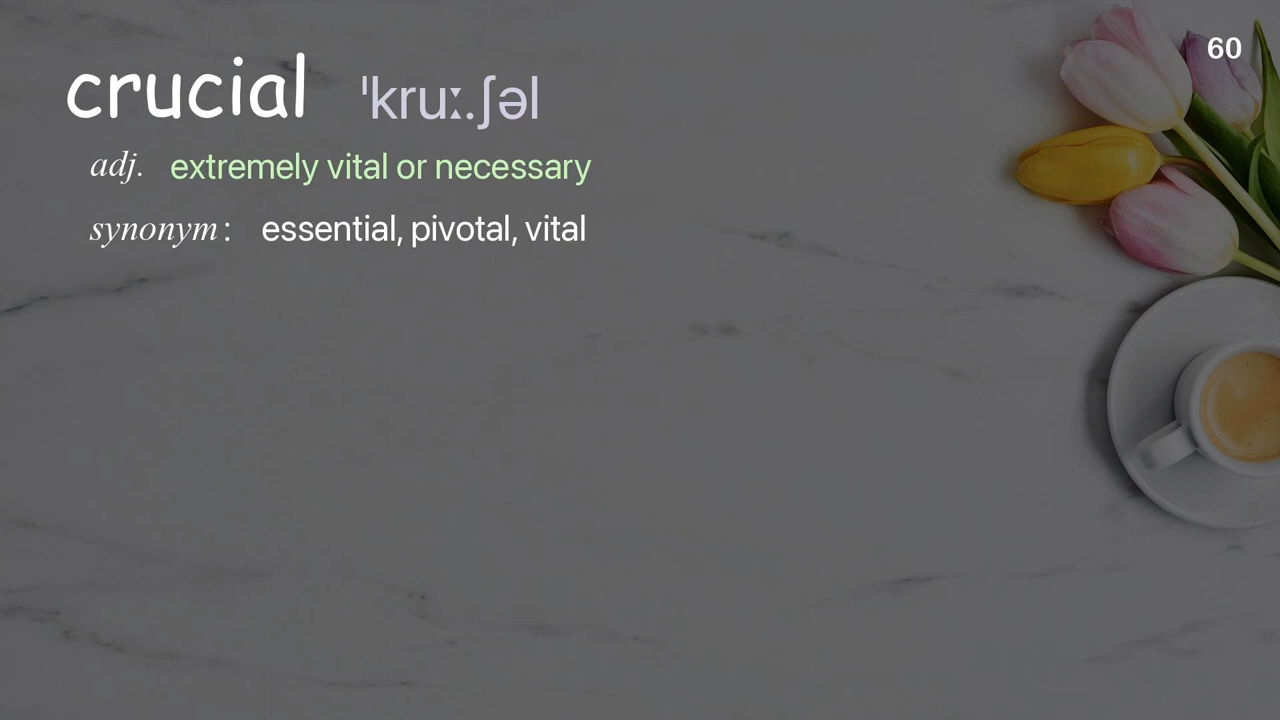 60
crucial ˈkruː.ʃəl
adj. extremely vital or necessary
synonym: essential, pivotal, vital